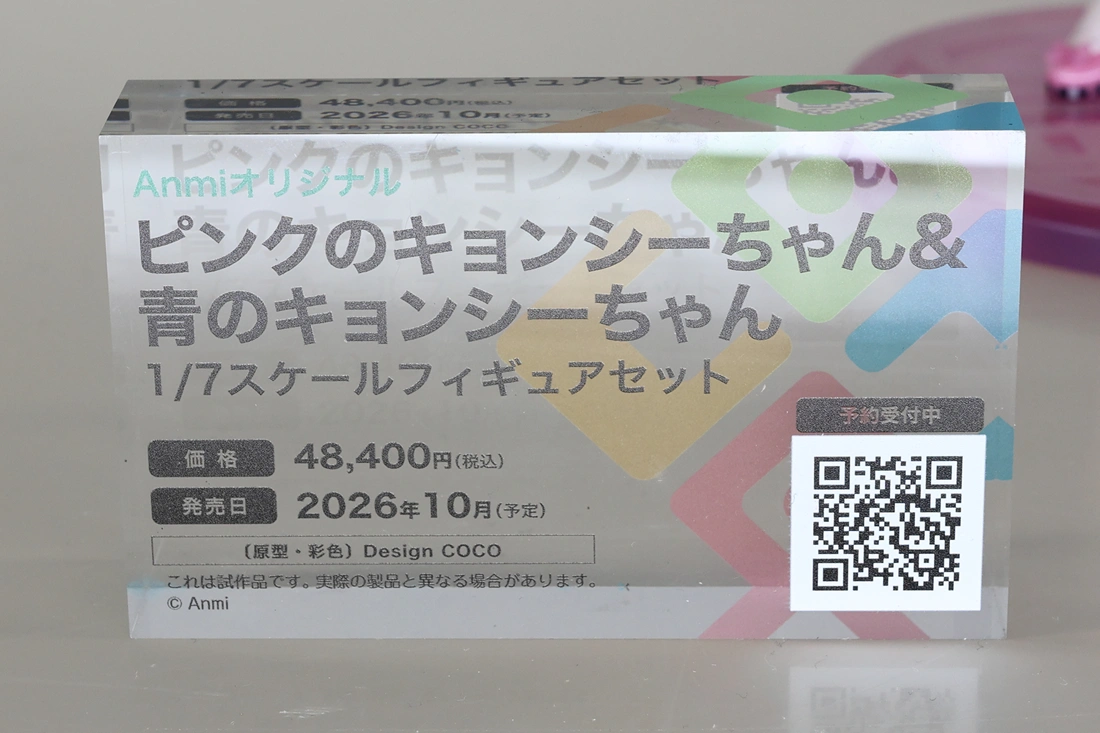 Anmiオリジナル
ピンクのキョンシーちゃん&
青のキョンシーちゃん
1/7スケールフィギュアセット
価格 48,400円(税込)
発売日 2026年10月(予定)
〔原型・彩色〕Design COCO
これは試作品です。実際の製品と異なる場合があります。
© Anmi
予約受付中